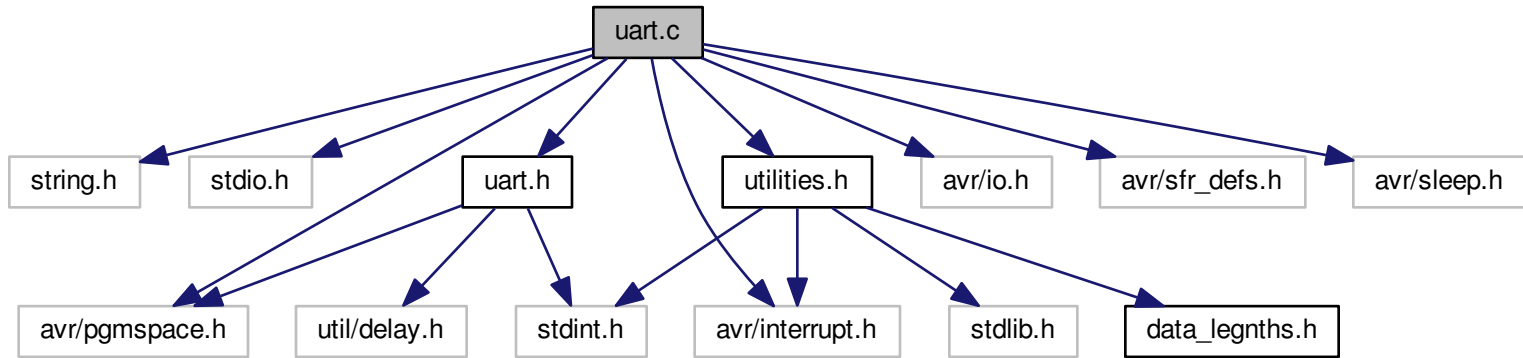 uart.c
string.h
stdio.h
uart.h
utilities.h
avr/io.h
avr/sfr_defs.h
avr/sleep.h
avr/pgmspace.h
util/delay.h
stdint.h
avr/interrupt.h
stdlib.h
data_legnths.h